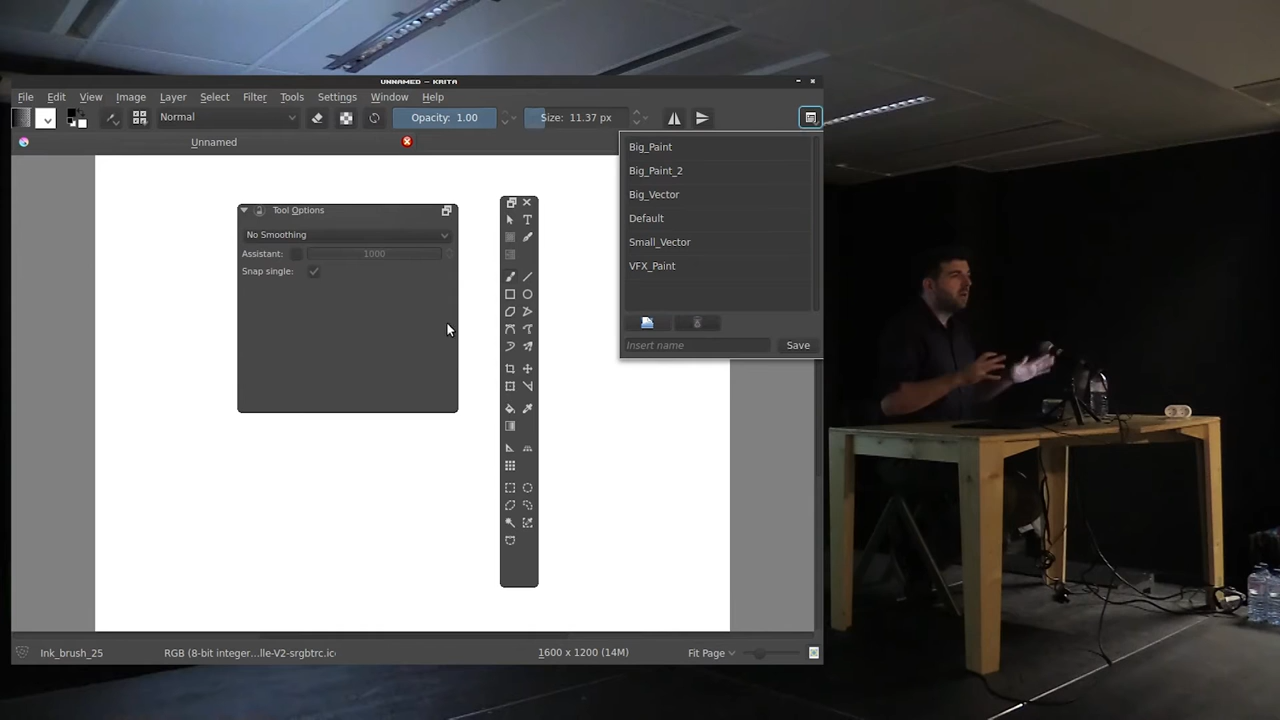 UNNAMED – KRITA
File Edit View Image Layer Select Filter Tools Settings Window Help
Normal Opacity: 1.00 Size: 11.37 px
Unnamed
Big_Paint
Big_Paint_2
Big_Vector
Default
Small_Vector
VFX_Paint
Insert name Save
Tool Options
No Smoothing
Assistant: 1000
Snap single:
Ink_brush_25 RGB (8-bit integer...lle-V2-srgbtrc.ic 1600 x 1200 (14M) Fit Page